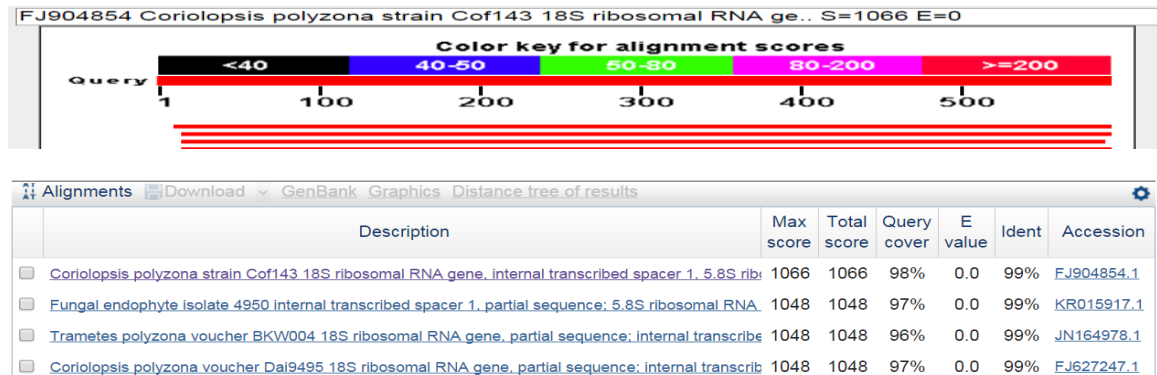 FJ904854 Coriolopsis polyzona strain Cof143 18S ribosomal RNA ge.. S=1066 E=0
Color key for alignment scores
<40 40-50 50-80 80-200 >=200
Query
1 100 200 300 400 500
Alignments Download GenBank Graphics Distance tree of results
Description Max score Total score Query cover E value Ident Accession
Coriolopsis polyzona strain Cof143 18S ribosomal RNA gene, internal transcribed spacer 1, 5.8S ribo 1066 1066 98% 0.0 99% FJ904854.1
Fungal endophyte isolate 4950 internal transcribed spacer 1, partial sequence; 5.8S ribosomal RNA 1048 1048 97% 0.0 99% KR015917.1
Trametes polyzona voucher BKW004 18S ribosomal RNA gene, partial sequence; internal transcribe 1048 1048 96% 0.0 99% JN164978.1
Coriolopsis polyzona voucher Dai9495 18S ribosomal RNA gene, partial sequence; internal transcrib 1048 1048 97% 0.0 99% FJ627247.1